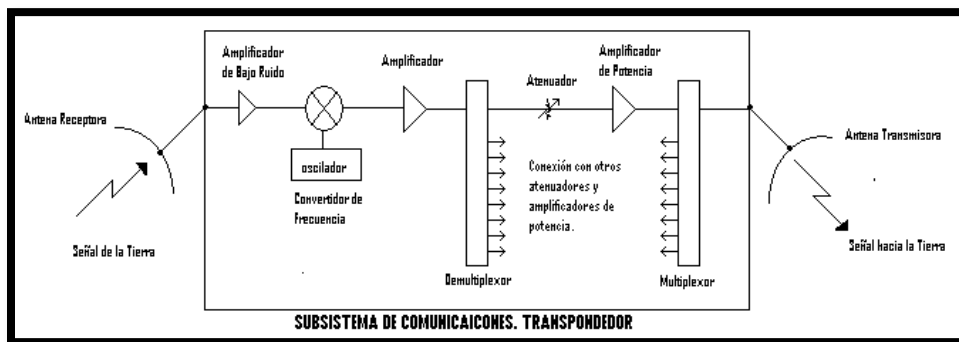 Amplificador
de Bajo Ruido
Amplificador
Atenuador
Amplificador
de Potencia
Antena Receptora
Antena Transmisora
oscilador
Convertidor de
Frecuencia
Conexión con otros
atenuadores y
amplificadores de
potencia.
Señal de la Tierra
Señal hacia la Tierra
Demultiplexor
Multiplexor
SUBSISTEMA DE COMUNICAICONES. TRANSPONDEDOR